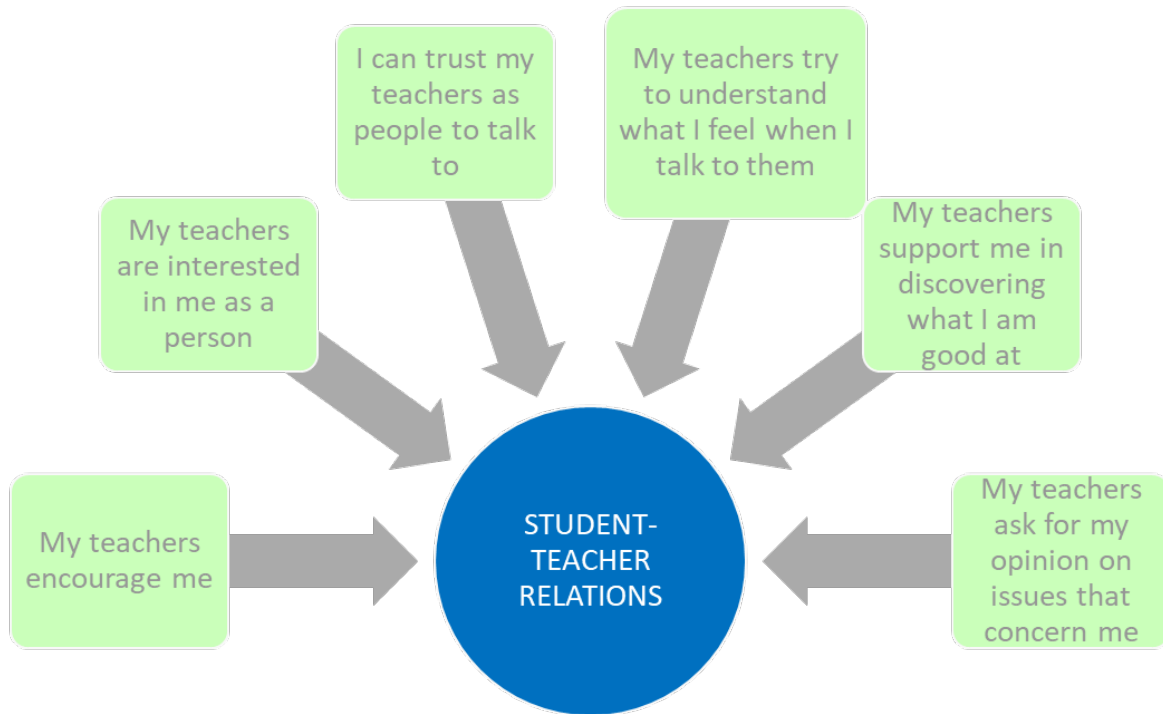 My teachers
encourage me
My teachers
are interested
in me as a
person
I can trust my
teachers as
people to talk
to
My teachers try
to understand
what I feel when I
talk to them
My teachers
support me in
discovering
what I am
good at
My teachers
ask for my
opinion on
issues that
concern me
STUDENT-
TEACHER
RELATIONS